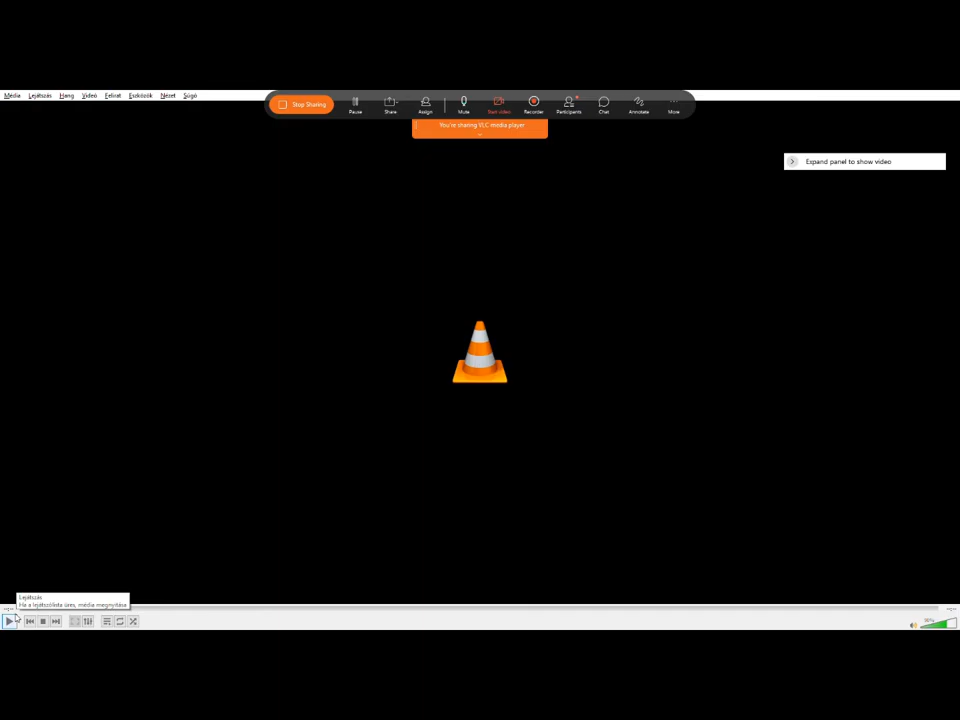 Média Lejátszás Hang Videó Felirat Eszközök Nézet Súgó
Stop Sharing
Pause Share Assign Mute Start video Recorder Participants Chat Annotate More
You're sharing VLC media player
Expand panel to show video
Lejátszás
Ha a lejátszólista üres, média megnyitása
--:-- --:--